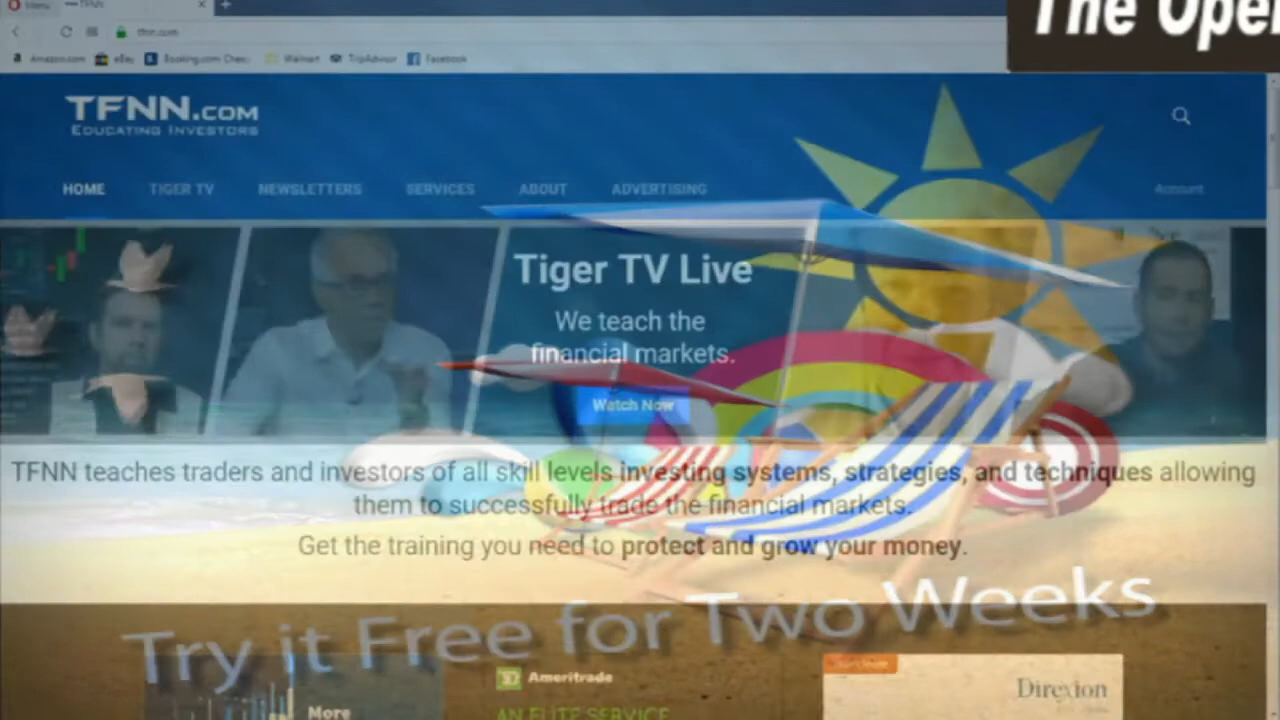 The Open
Menu
TFNN
tfnn.com
Amazon.com eBay Booking.com Walmart TripAdvisor Facebook
TFNN.COM
EDUCATING INVESTORS
HOME TIGER TV NEWSLETTERS SERVICES ABOUT ADVERTISING Account
Tiger TV Live
We teach the
financial markets.
Watch Now
TFNN teaches traders and investors of all skill levels investing systems, strategies, and techniques allowing
them to successfully trade the financial markets.
Get the training you need to protect and grow your money.
Try it Free for Two Weeks
Ameritrade
Direxion
More
AN ELITE SERVICE